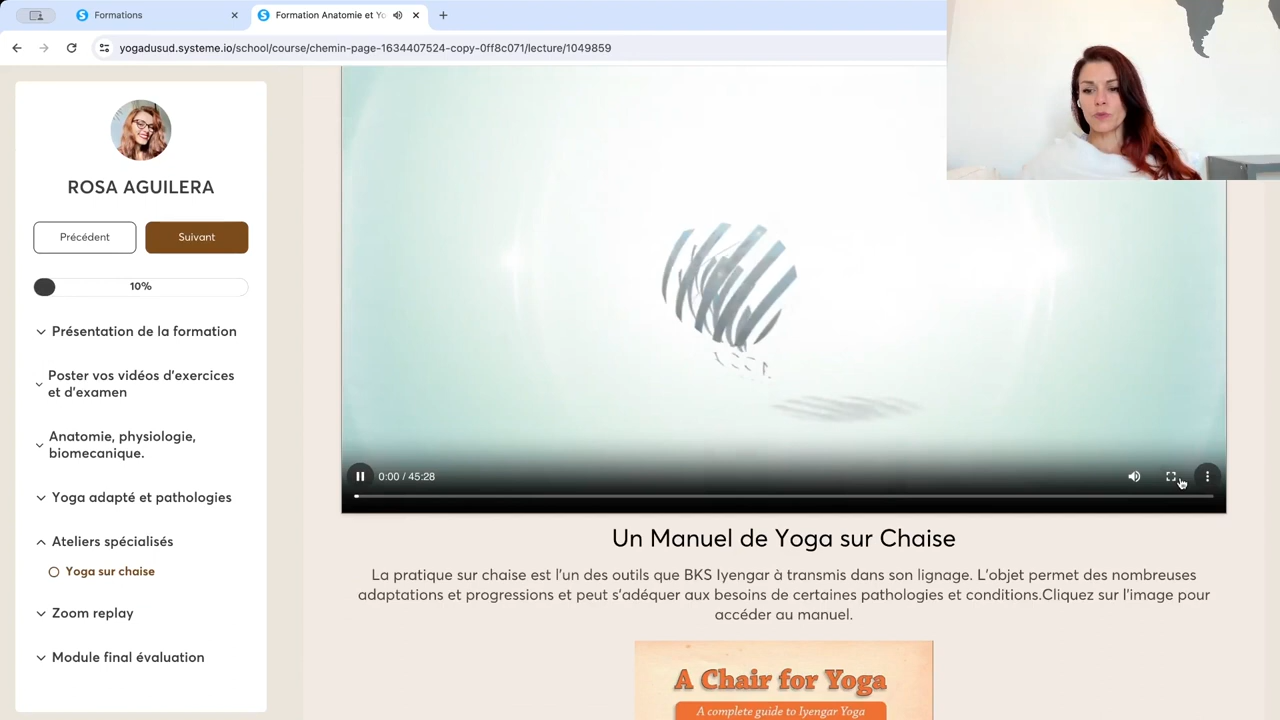 Formations
Formation Anatomie et Yo
yogadusud.systeme.io/school/course/chemin-page-1634407524-copy-0ff8c071/lecture/1049859
ROSA AGUILERA
Précédent
Suivant
10%
Présentation de la formation
Poster vos vidéos d'exercices
et d'examen
Anatomie, physiologie,
biomecanique.
Yoga adapté et pathologies
Ateliers spécialisés
Yoga sur chaise
Zoom replay
Module final évaluation
0:00 / 45:28
Un Manuel de Yoga sur Chaise
La pratique sur chaise est l'un des outils que BKS Iyengar à transmis dans son lignage. L'objet permet des nombreuses
adaptations et progressions et peut s'adéquer aux besoins de certaines pathologies et conditions.Cliquez sur l'image pour
accéder au manuel.
A Chair for Yoga
A complete guide to Iyengar Yoga